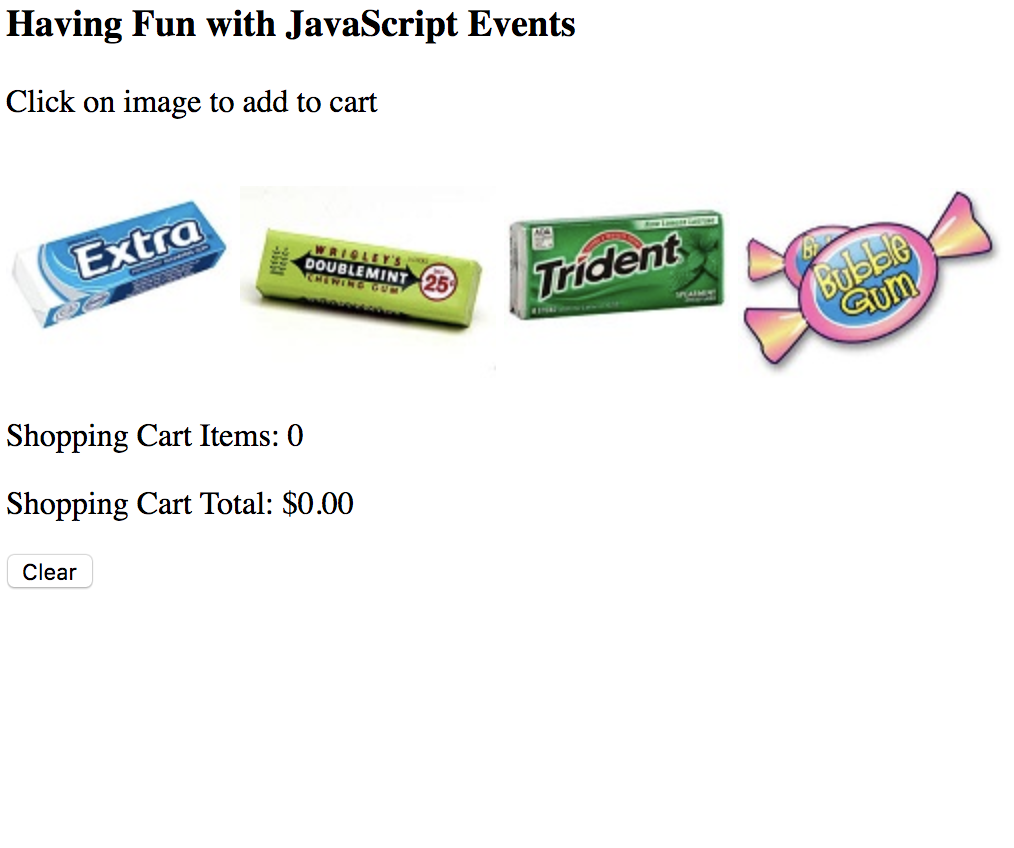 Having Fun with JavaScript Events
Click on image to add to cart
Extra
WRIGLEY'S
DOUBLEMINT
CHEWING GUM
25¢
Trident
ADA
SPEARMINT
Bubble
Gum
Shopping Cart Items: 0
Shopping Cart Total: $0.00
Clear